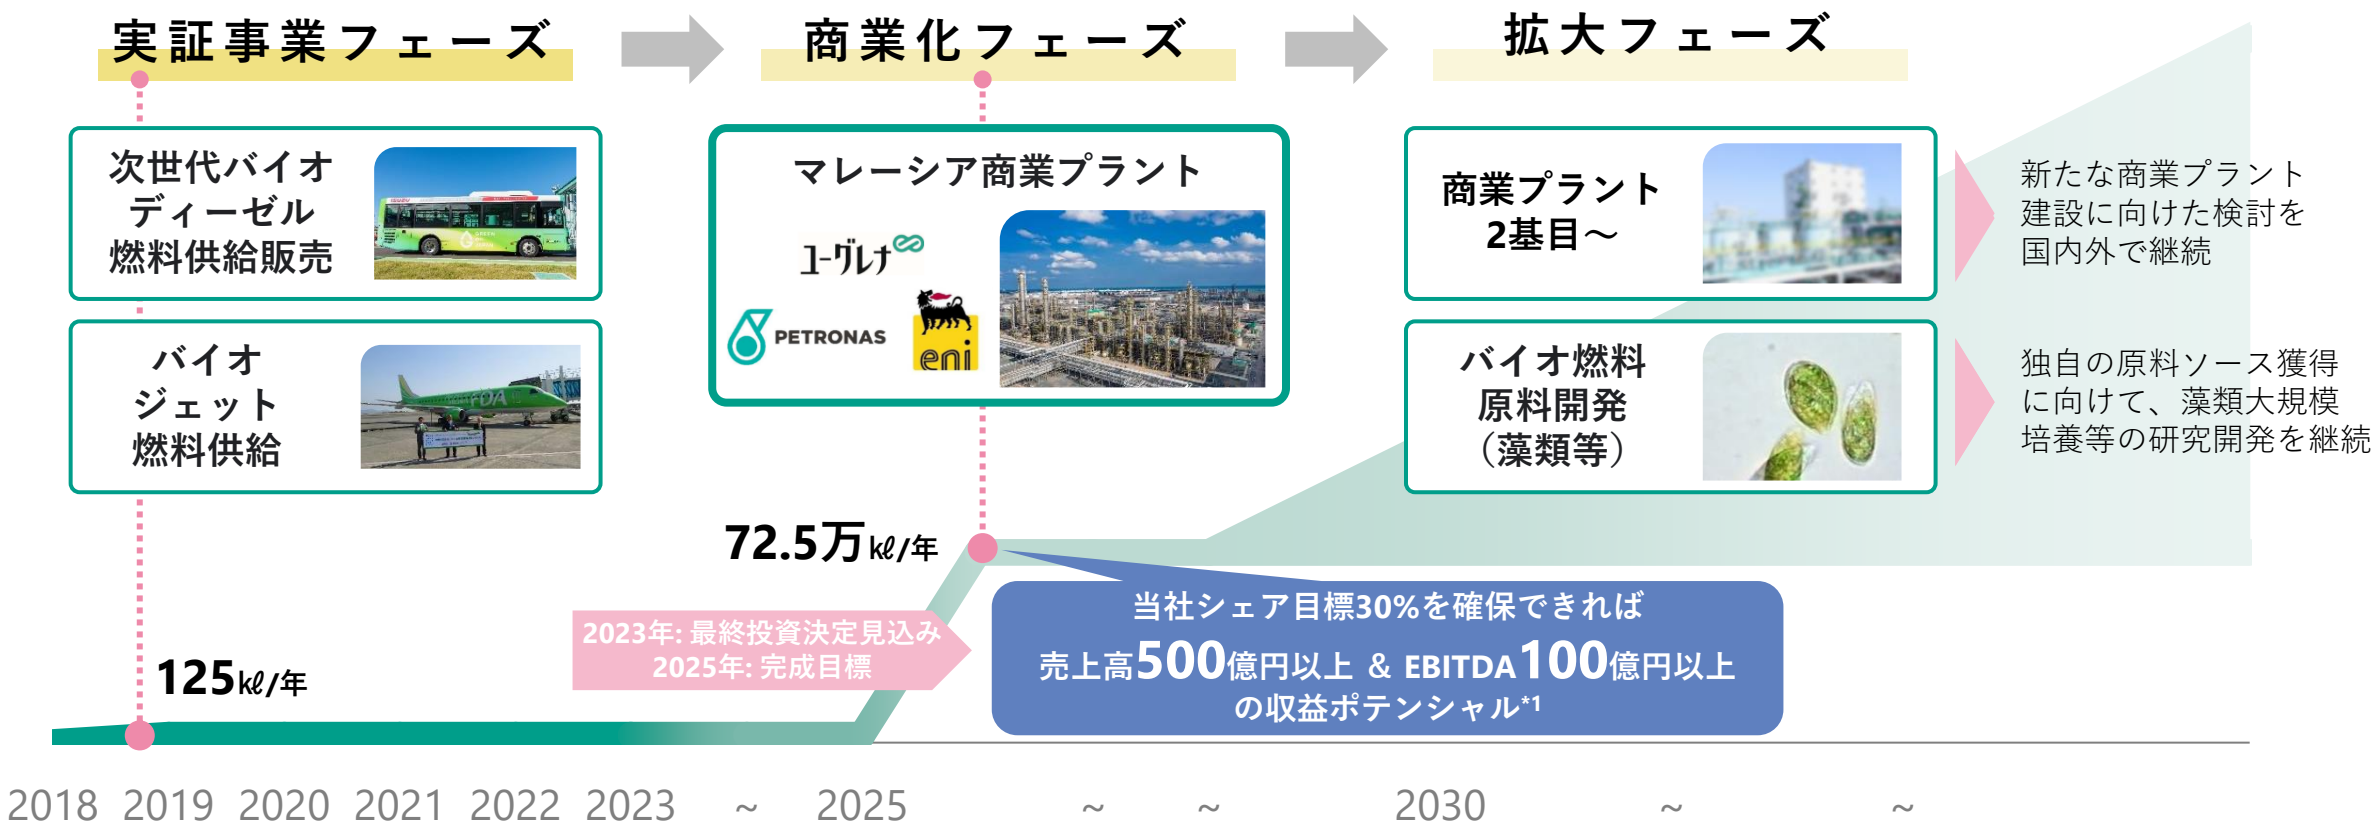 実証事業フェーズ
商業化フェーズ
拡大フェーズ
次世代バイオ
ディーゼル
燃料供給販売
ISUZU
バイオ
ジェット
燃料供給
FDA
マレーシア商業プラント
ユーグレナ
PETRONAS
eni
商業プラント
2基目～
新たな商業プラント
建設に向けた検討を
国内外で継続
バイオ燃料
原料開発
（藻類等）
独自の原料ソース獲得
に向けて、藻類大規模
培養等の研究開発を継続
72.5万㎘/年
125㎘/年
2023年: 最終投資決定見込み
2025年: 完成目標
当社シェア目標30%を確保できれば
売上高500億円以上 ＆ EBITDA100億円以上
の収益ポテンシャル*1
2018 2019 2020 2021 2022 2023 ~ 2025 ~ ~ 2030 ~ ~